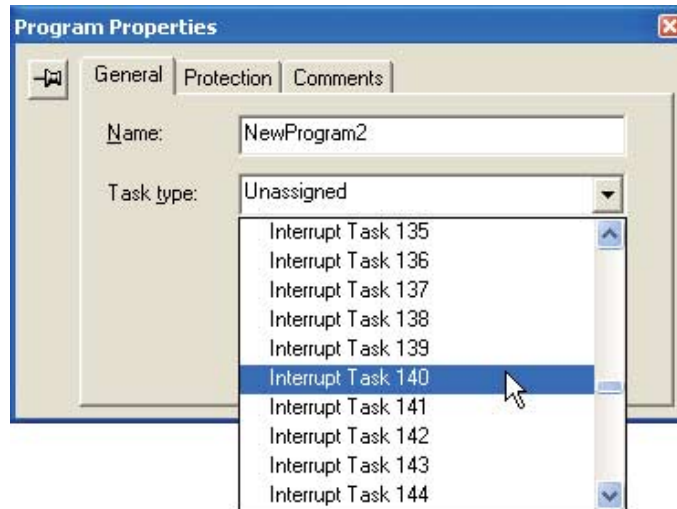 Program Properties
General Protection Comments
Name: NewProgram2
Task type: Unassigned
Interrupt Task 135
Interrupt Task 136
Interrupt Task 137
Interrupt Task 138
Interrupt Task 139
Interrupt Task 140
Interrupt Task 141
Interrupt Task 142
Interrupt Task 143
Interrupt Task 144